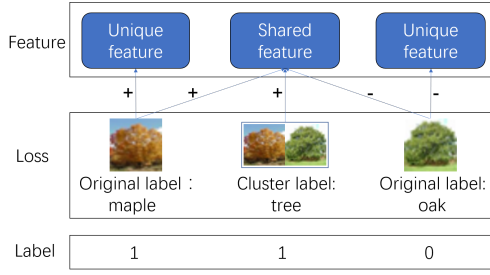 Feature
Unique feature
Shared feature
Unique feature
+ + + - -
Loss
Original label：maple
Cluster label: tree
Original label: oak
Label
1 1 0